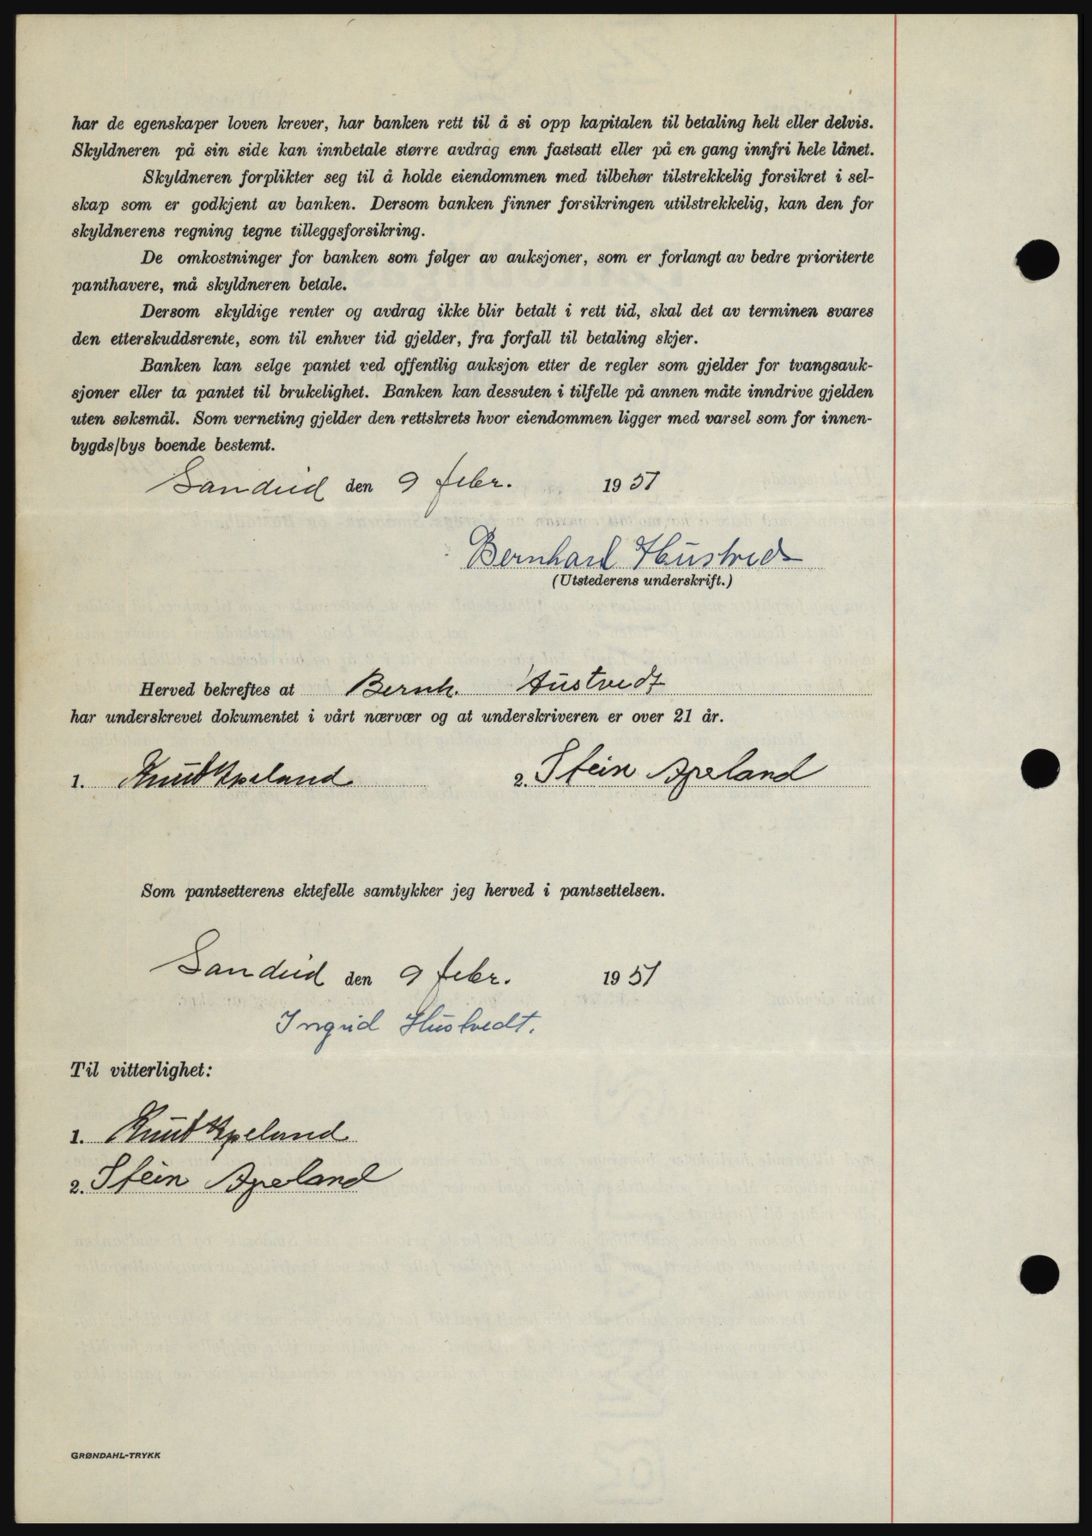 har de egenskaper loven krever, har banken rett til å si opp kapitalen til betaling helt eller delvis.
Skyldneren på sin side kan innbetale større avdrag enn fastsatt eller på en gang innfri hele lånet.
Skyldneren forplikter seg til å holde eiendommen med tilbehør tilstrekkelig forsikret i sel-
skap som er godkjent av banken. Dersom banken finner forsikringen utilstrekkelig, kan den for
skyldnerens regning tegne tilleggsforsikring.
De omkostninger for banken som følger av auksjoner, som er forlangt av bedre prioriterte
panthavere, må skyldneren betale.
Dersom skyldige renter og avdrag ikke blir betalt i rett tid, skal det av terminen svares
den etterskuddsrente, som til enhver tid gjelder, fra forfall til betaling skjer.
Banken kan selge pantet ved offentlig auksjon etter de regler som gjelder for tvangsauk-
sjoner eller ta pantet til brukelighet. Banken kan dessuten i tilfelle på annen måte inndrive gjelden
uten søksmål. Som verneting gjelder den rettskrets hvor eiendommen ligger med varsel som for innen-
bygds/bys boende bestemt.
Sandeid den 9 febr. 1951
Bernhard Hustvedt
(Utstederens underskrift.)
Herved bekreftes at Bernh. Hustvedt
har underskrevet dokumentet i vårt nærvær og at underskriveren er over 21 år.
1. Knut Apeland 2. Stein Apeland
Som pantsetterens ektefelle samtykker jeg herved i pantsettelsen.
Sandeid den 9 febr. 1951
Ingrid Hustvedt.
Til vitterlighet:
1. Knut Apeland
2. Stein Apeland
GRØNDAHL-TRYKK